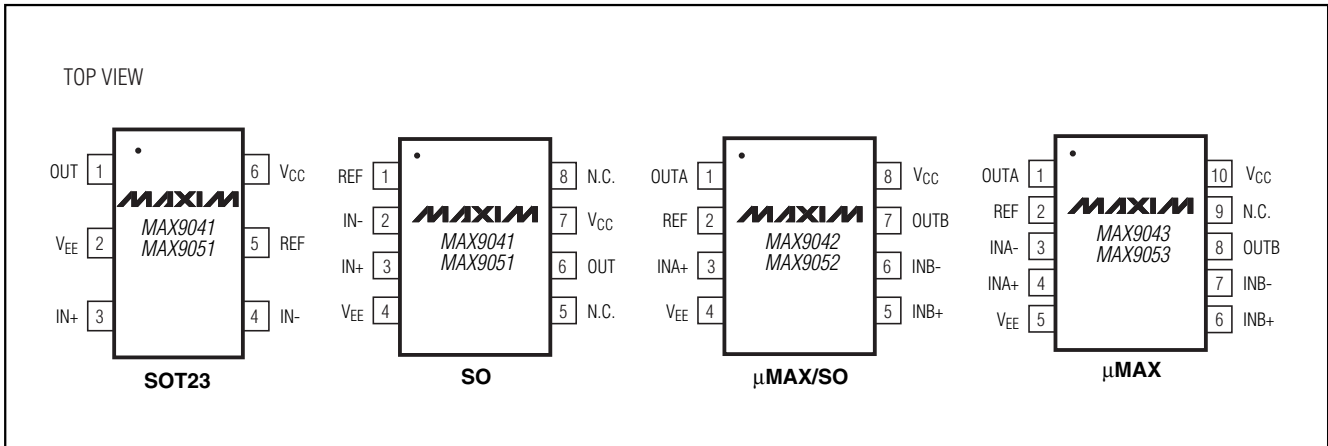 TOP VIEW
OUT 1
VEE 2
IN+ 3
6 VCC
5 REF
4 IN-
MAXIM
MAX9041
MAX9051
SOT23
REF 1
IN- 2
IN+ 3
VEE 4
8 N.C.
7 VCC
6 OUT
5 N.C.
MAXIM
MAX9041
MAX9051
SO
OUTA 1
REF 2
INA+ 3
VEE 4
8 VCC
7 OUTB
6 INB-
5 INB+
MAXIM
MAX9042
MAX9052
μMAX/SO
OUTA 1
REF 2
INA- 3
INA+ 4
VEE 5
10 VCC
9 N.C.
8 OUTB
7 INB-
6 INB+
MAXIM
MAX9043
MAX9053
μMAX